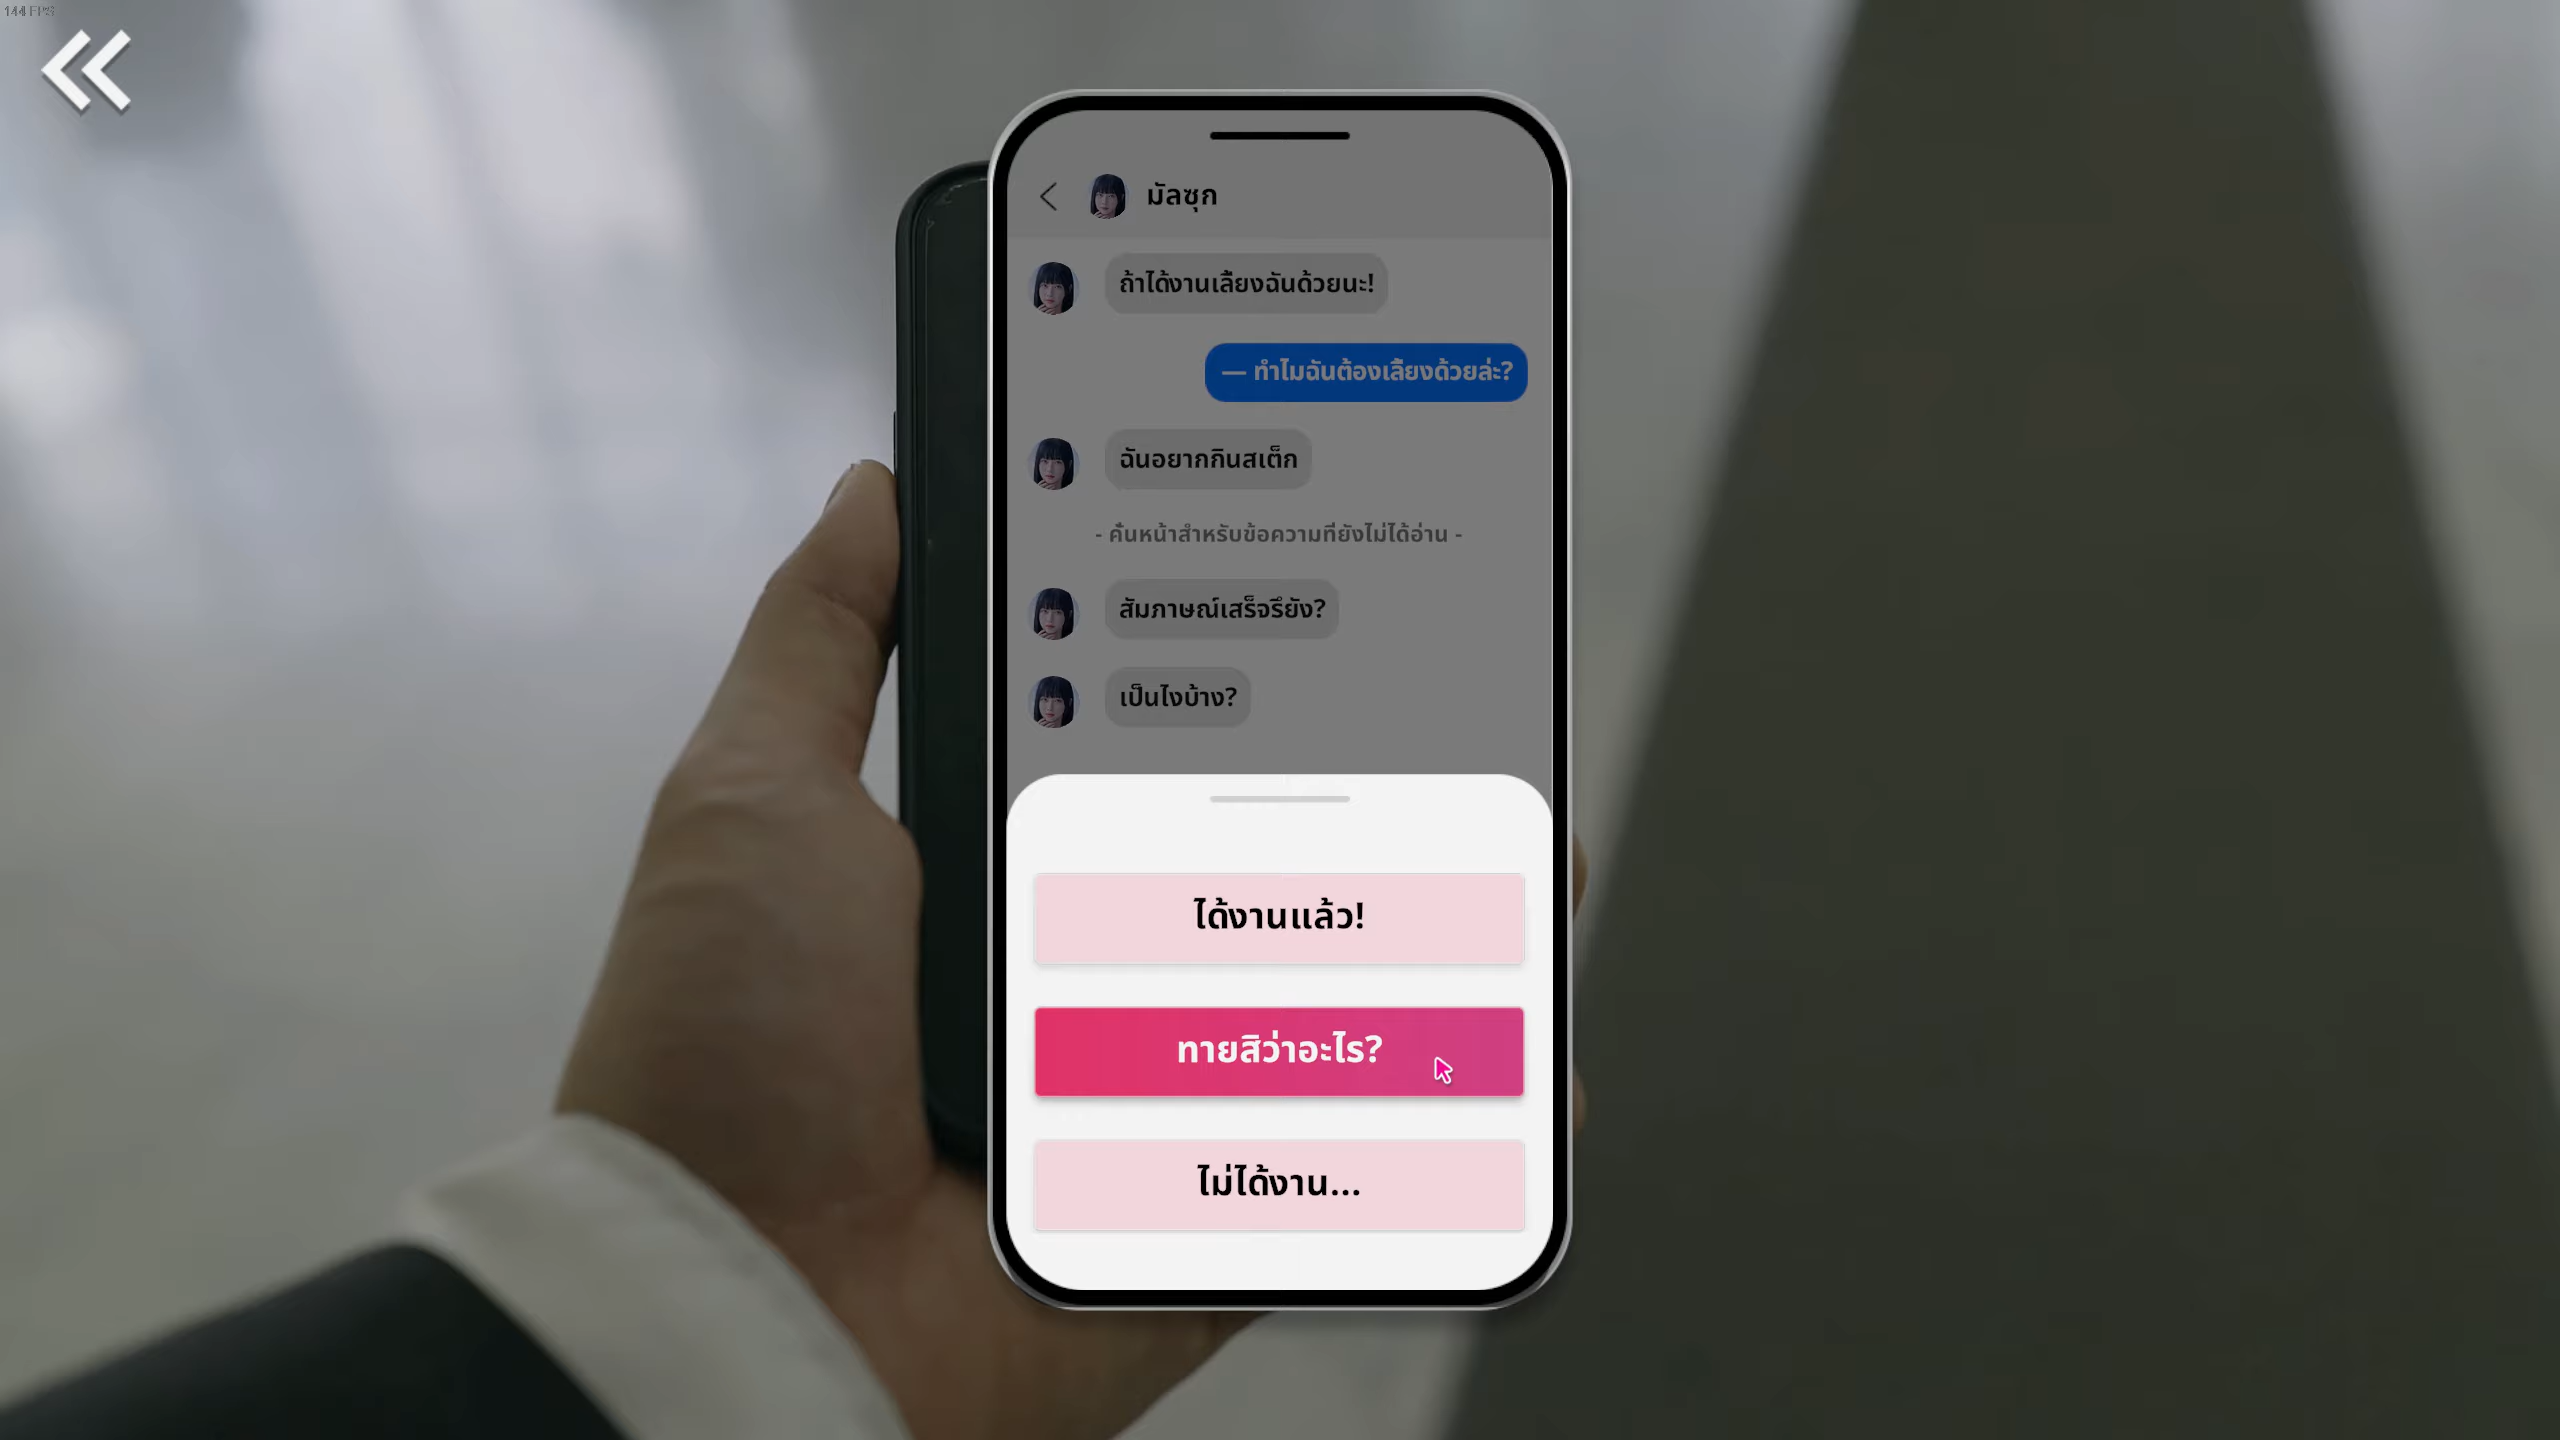 144 FPS
มัลซุก
ถ้าได้งานเลี้ยงฉันด้วยนะ!
— ทำไมฉันต้องเลี้ยงด้วยล่ะ?
ฉันอยากกินสเต็ก
- คั่นหน้าสำหรับข้อความที่ยังไม่ได้อ่าน -
สัมภาษณ์เสร็จรึยัง?
เป็นไงบ้าง?
ได้งานแล้ว!
ทายสิว่าอะไร?
ไม่ได้งาน...